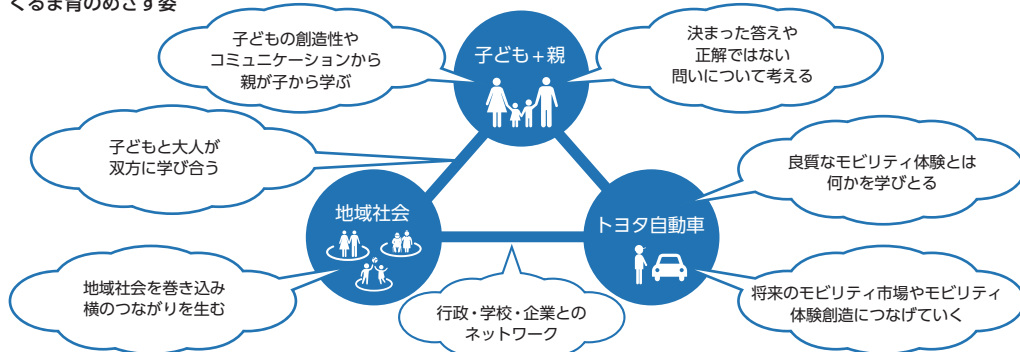 くるま育のめざす姿
子どもの創造性や
コミュニケーションから
親が子から学ぶ
子ども+親
決まった答えや
正解ではない
問いについて考える
子どもと大人が
双方に学び合う
良質なモビリティ体験とは
何かを学びとる
地域社会
トヨタ自動車
地域社会を巻き込み
横のつながりを生む
行政・学校・企業との
ネットワーク
将来のモビリティ市場やモビリティ
体験創造につなげていく